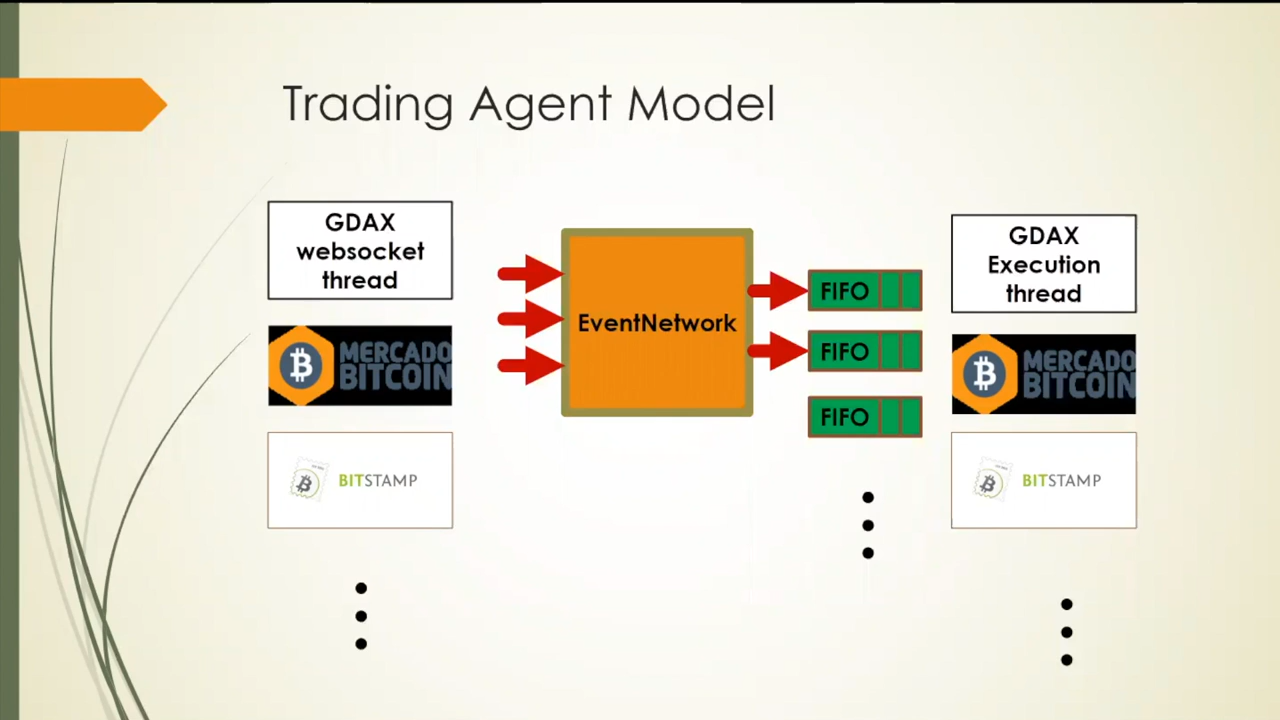 Trading Agent Model
GDAX
websocket
thread
MERCADO
BITCOIN
BITSTAMP
EventNetwork
FIFO
FIFO
FIFO
GDAX
Execution
thread
MERCADO
BITCOIN
BITSTAMP